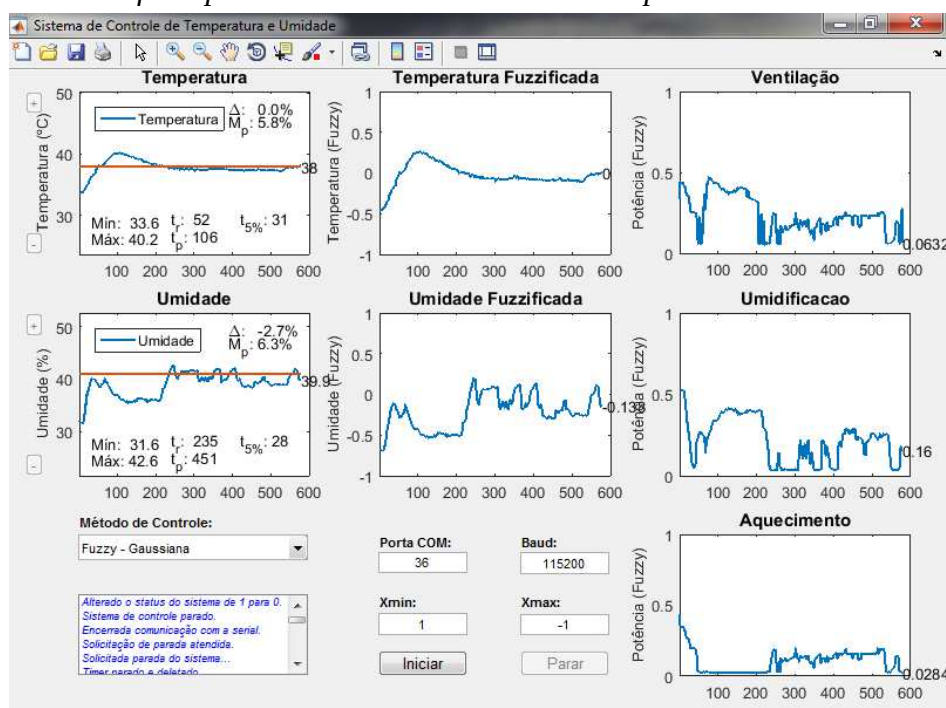 Sistema de Controle de Temperatura e Umidade
Temperatura
Temperatura Fuzzificada
Ventilação
+
-
Temperatura (ºC)
50
40
30
Temperatura
Δ: 0.0%
Mp: 5.8%
38
Mín: 33.6 tr: 52 t5%: 31
Máx: 40.2 tp: 106
100 200 300 400 500 600
Temperatura (Fuzzy)
1
0.5
0
-0.5
-1
0
100 200 300 400 500 600
Potência (Fuzzy)
1
0.5
0
0.0632
100 200 300 400 500 600
Umidade
Umidade Fuzzificada
Umidificacao
+
-
Umidade (%)
50
40
30
Umidade
Δ: -2.7%
Mp: 6.3%
39.9
Mín: 31.6 tr: 235 t5%: 28
Máx: 42.6 tp: 451
100 200 300 400 500 600
Umidade (Fuzzy)
1
0.5
0
-0.5
-1
-0.138
100 200 300 400 500 600
Potência (Fuzzy)
1
0.5
0
0.16
100 200 300 400 500 600
Método de Controle:
Fuzzy - Gaussiana
Alterado o status do sistema de 1 para 0.
Sistema de controle parado.
Encerrada comunicação com a serial.
Solicitação de parada atendida.
Solicitada parada do sistema...
Timer parado e deletado
Porta COM:
36
Baud:
115200
Xmin:
1
Xmax:
-1
Iniciar
Parar
Aquecimento
Potência (Fuzzy)
1
0.5
0
0.0284
100 200 300 400 500 600